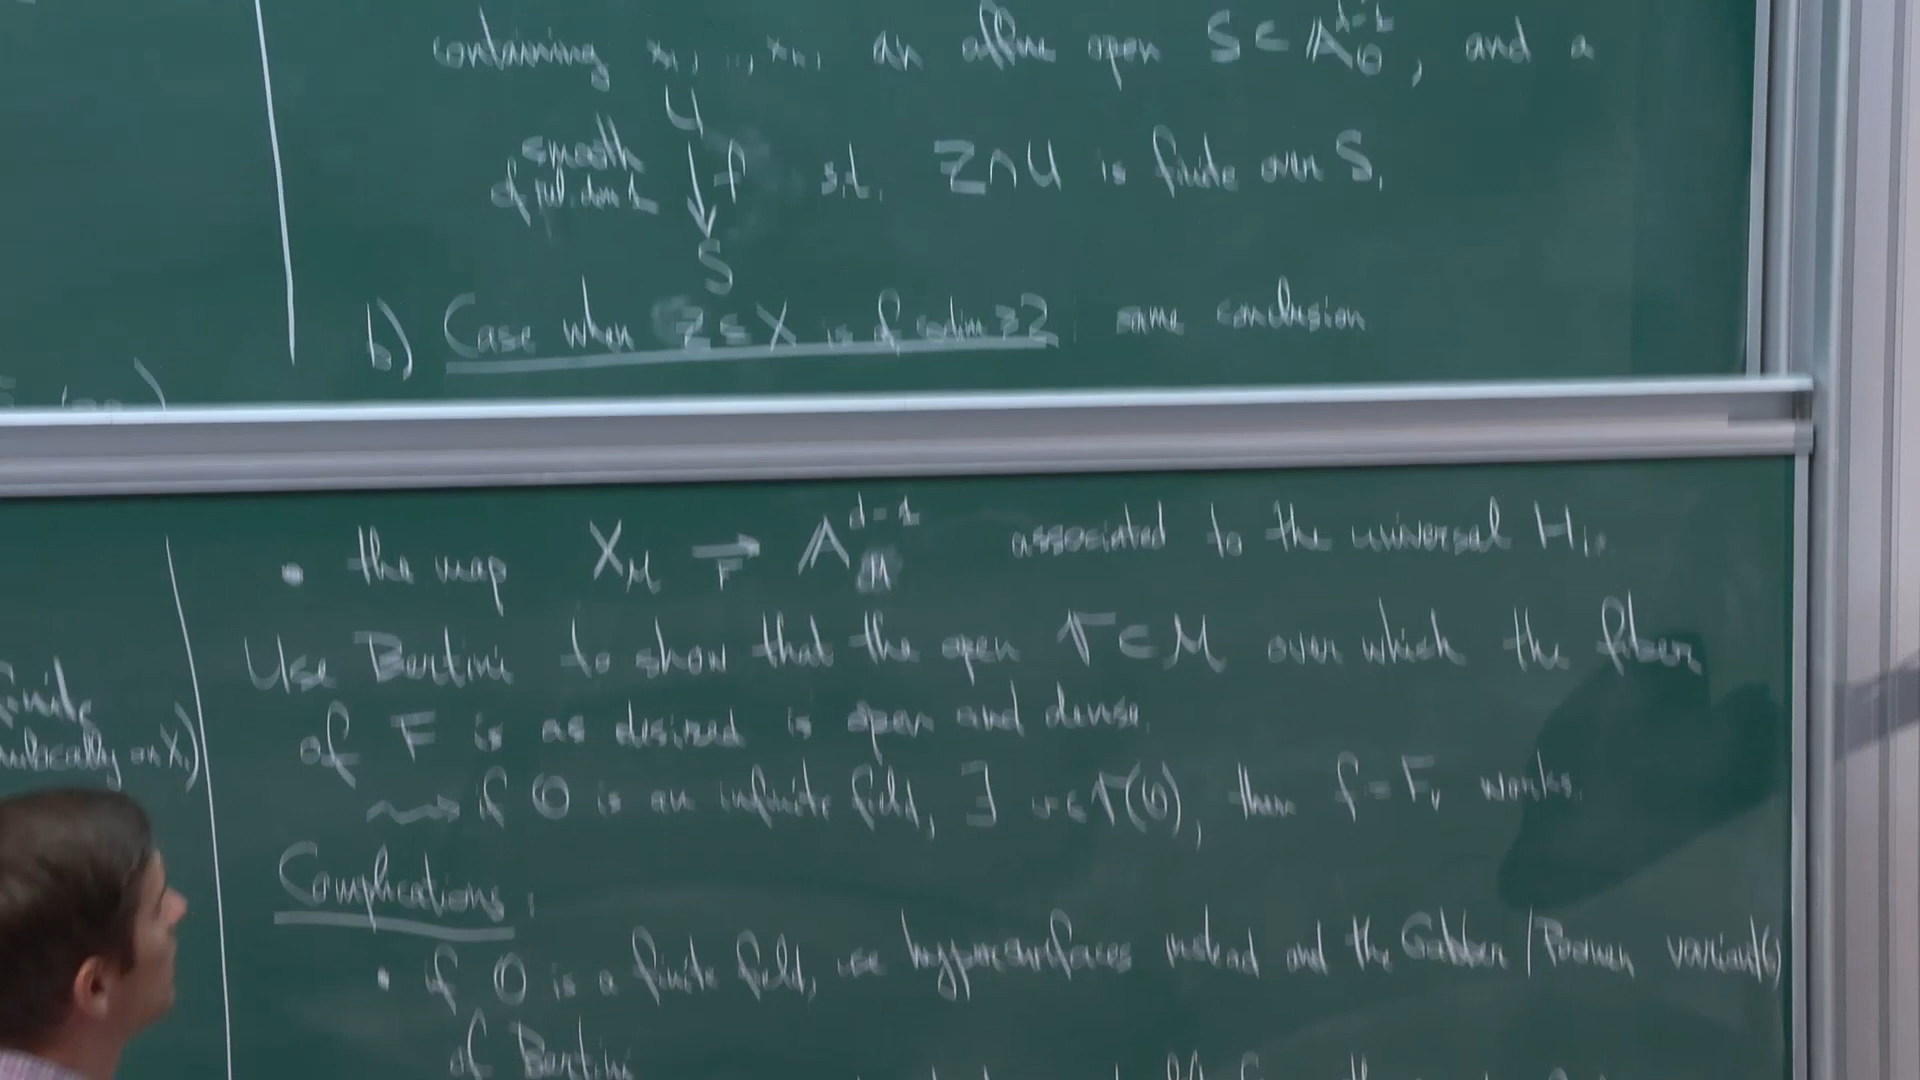 containing x₁, ..., xₙ, an affine open S ⊂ 𝔸^{d-1}_𝒪, and a
smooth of rel. dim 1 U ↓ f S s.t. Z∩U is finite over S.
b) Case when Z ⊆ X is of codim ≥2 same conclusion
• the map X_M →_F 𝔸^{d-1}_M associated to the universal H_i.
Use Bertini to show that the open 𝒱 ⊂ M over which the fiber
of F is as desired is open and dense.
⇝ if 𝒪 is an infinite field, ∃ v ∈ 𝒱(𝒪), then f = F_v works.
Complications:
• if 𝒪 is a finite field, use hypersurfaces instead and the Gabber / Poonen variant(s)
of Bertini
on X.)